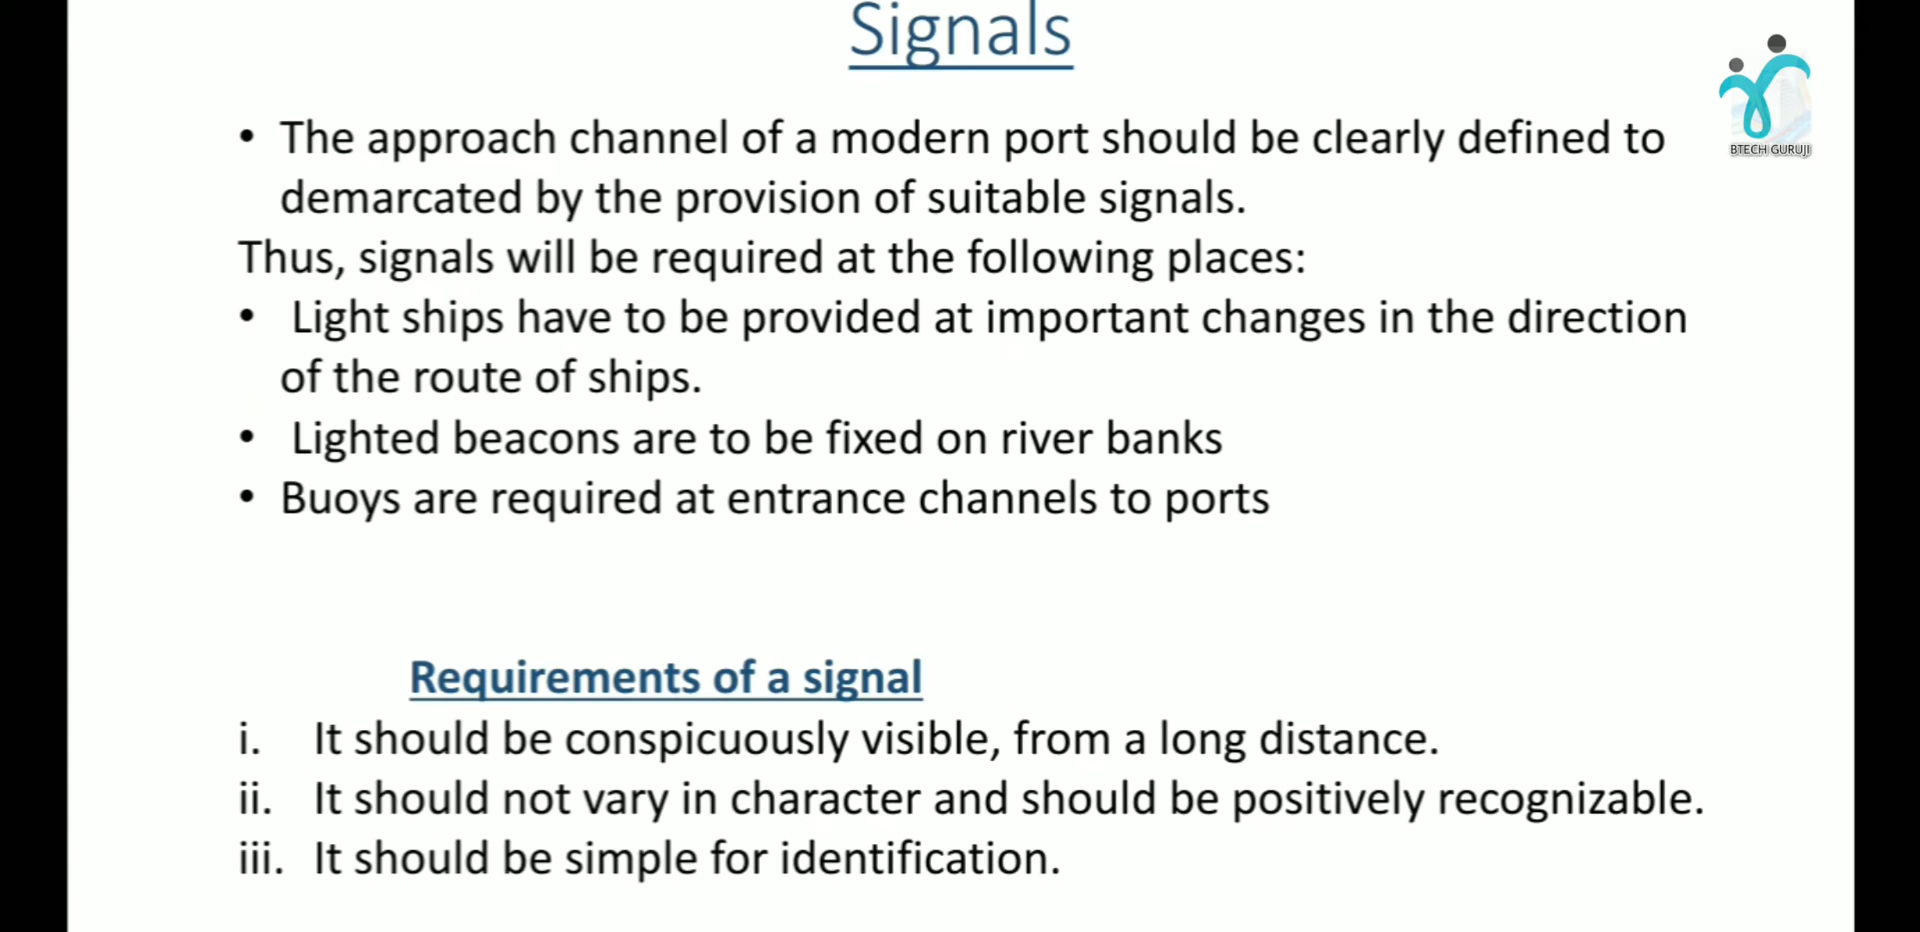 Signals
BTECH GURUJI
• The approach channel of a modern port should be clearly defined to
demarcated by the provision of suitable signals.
Thus, signals will be required at the following places:
• Light ships have to be provided at important changes in the direction
of the route of ships.
• Lighted beacons are to be fixed on river banks
• Buoys are required at entrance channels to ports
Requirements of a signal
i. It should be conspicuously visible, from a long distance.
ii. It should not vary in character and should be positively recognizable.
iii. It should be simple for identification.